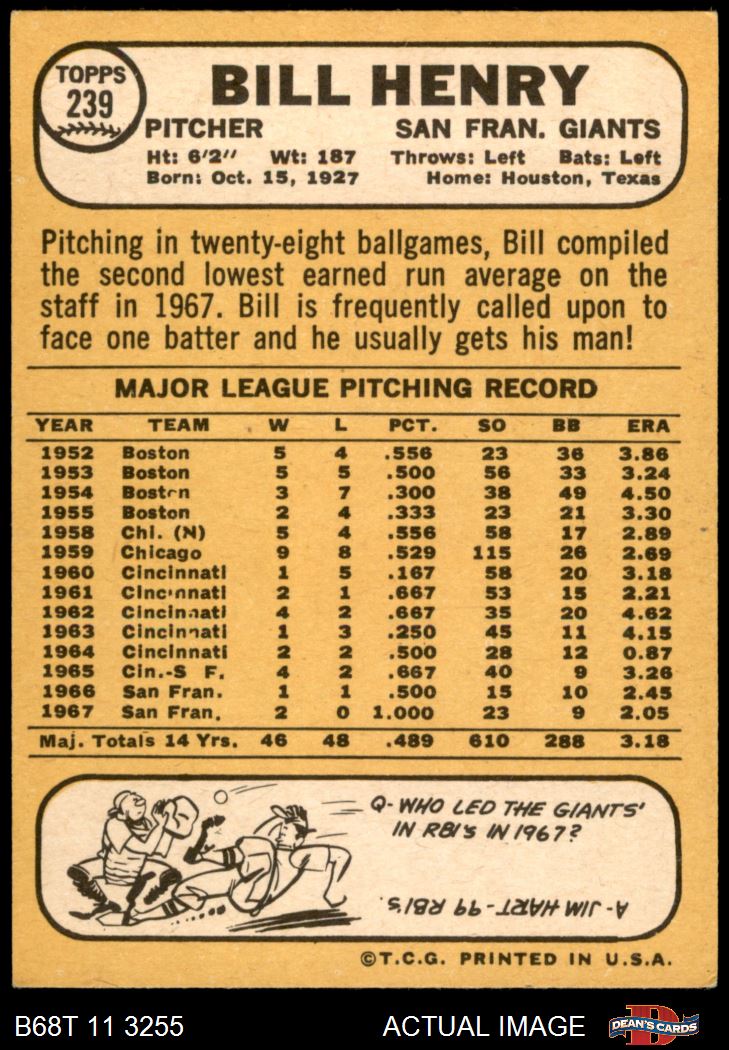 TOPPS
239
BILL HENRY
PITCHER SAN FRAN. GIANTS
Ht: 6'2" Wt: 187 Throws: Left Bats: Left
Born: Oct. 15, 1927 Home: Houston, Texas
Pitching in twenty-eight ballgames, Bill compiled
the second lowest earned run average on the
staff in 1967. Bill is frequently called upon to
face one batter and he usually gets his man!
MAJOR LEAGUE PITCHING RECORD
YEAR TEAM W L PCT. SO BB ERA
1952 Boston 5 4 .556 23 36 3.86
1953 Boston 5 5 .500 56 33 3.24
1954 Boston 3 7 .300 38 49 4.50
1955 Boston 2 4 .333 23 21 3.30
1958 Chi. (N) 5 4 .556 58 17 2.89
1959 Chicago 9 8 .529 115 26 2.69
1960 Cincinnati 1 5 .167 58 20 3.18
1961 Cincinnati 2 1 .667 53 15 2.21
1962 Cincinnati 4 2 .667 35 20 4.62
1963 Cincinnati 1 3 .250 45 11 4.15
1964 Cincinnati 2 2 .500 28 12 0.87
1965 Cin.-S F. 4 2 .667 40 9 3.26
1966 San Fran. 1 1 .500 15 10 2.45
1967 San Fran. 2 0 1.000 23 9 2.05
Maj. Totals 14 Yrs. 46 48 .489 610 288 3.18
Q- WHO LED THE GIANTS'
IN RBI's IN 1967?
A- JIM HART - 99 RBI's.
©T.C.G. PRINTED IN U.S.A.
B68T 11 3255 ACTUAL IMAGE DEAN'S CARDS